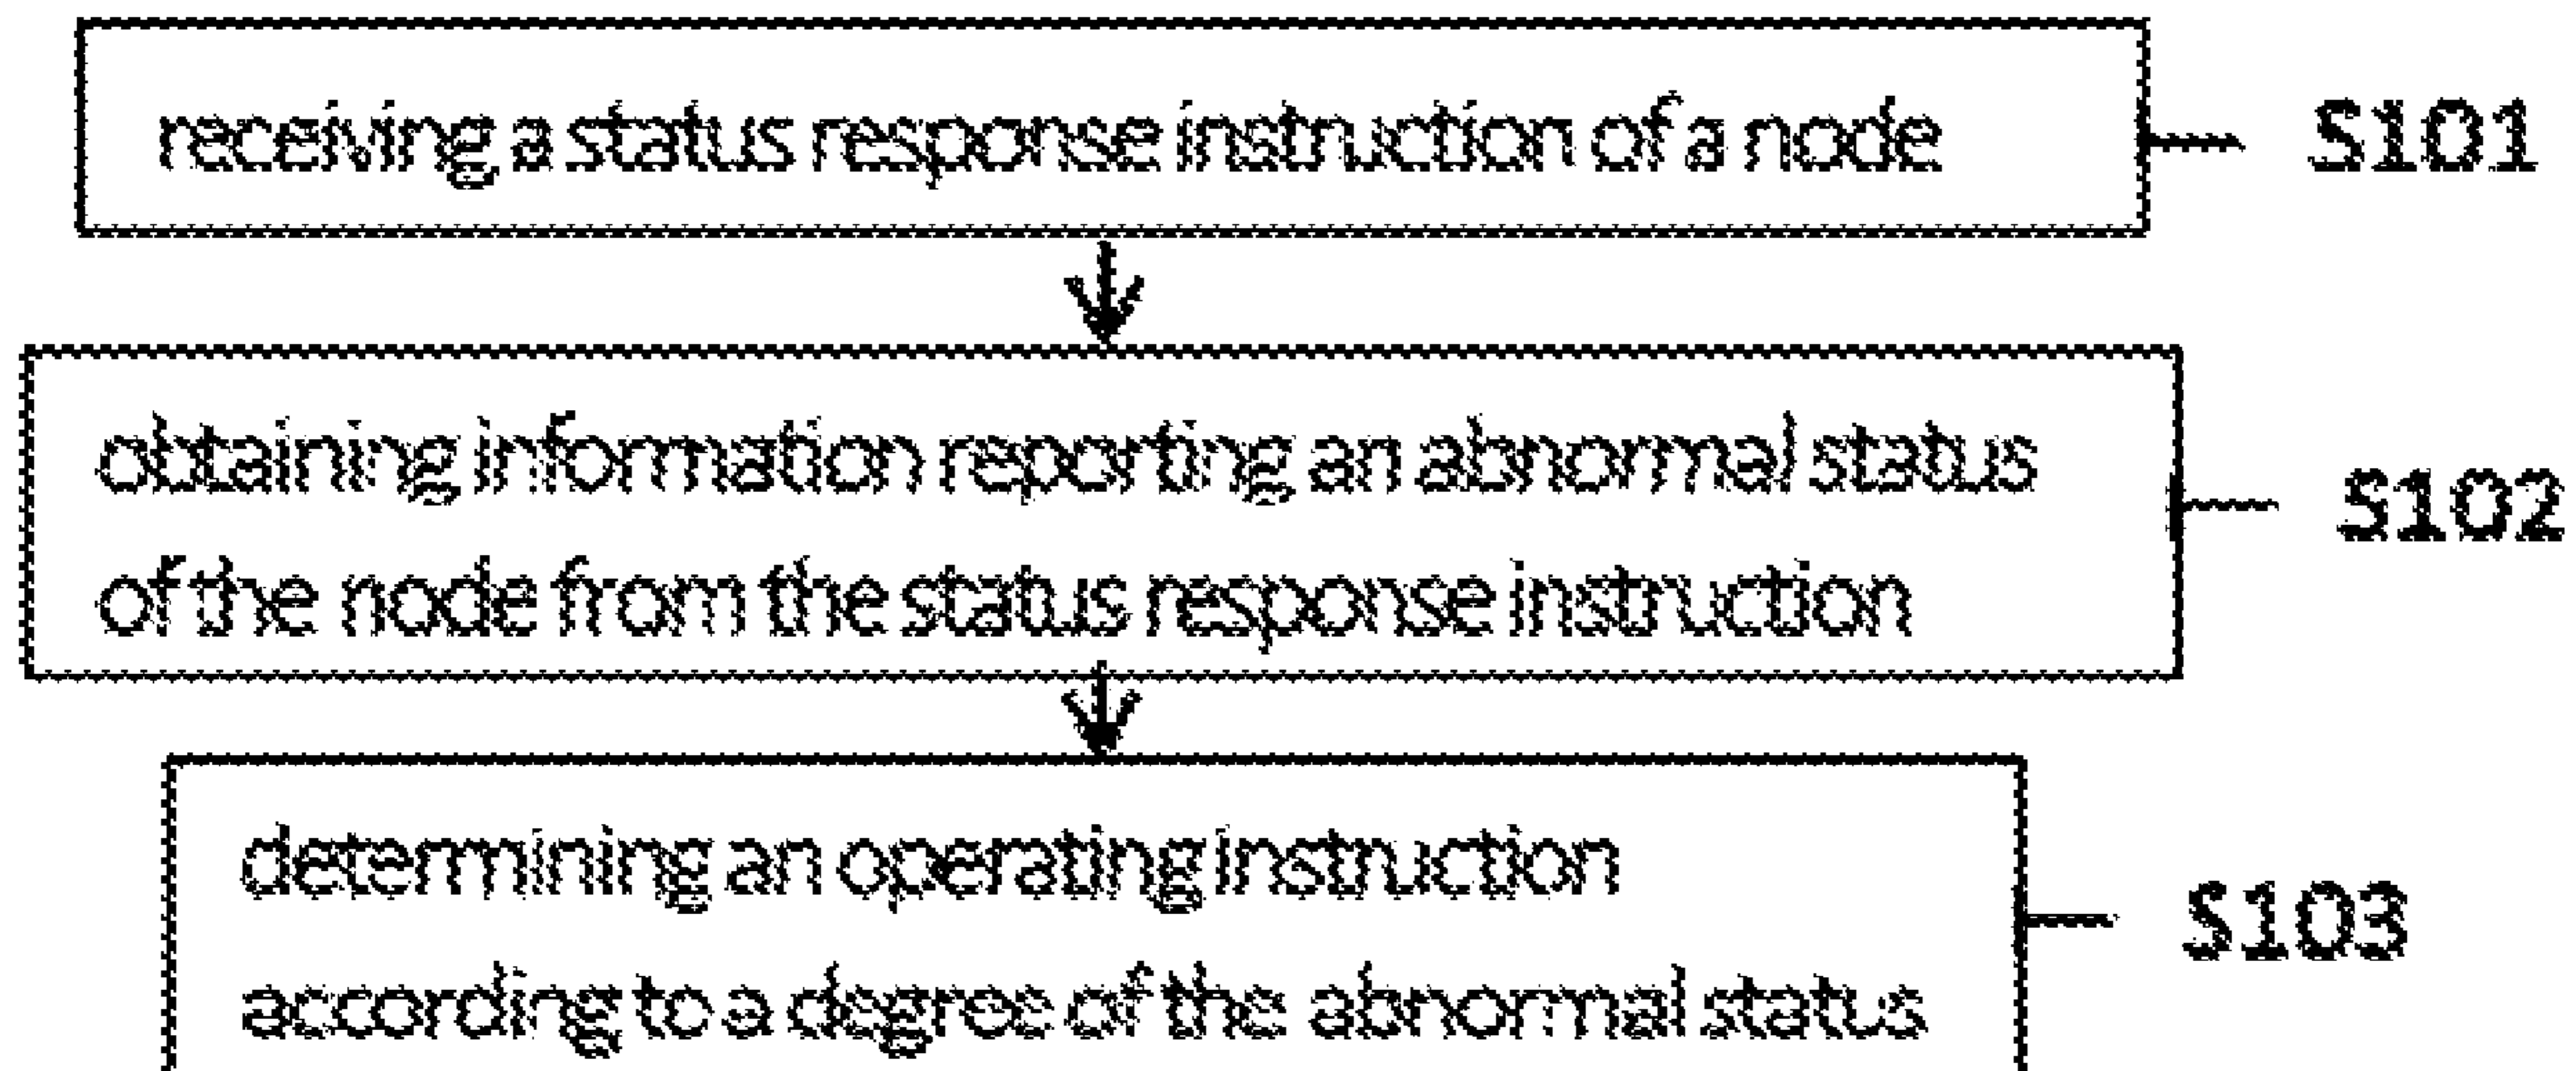 receiving a status response instruction of a node
S101
obtaining information reporting an abnormal status
of the node from the status response instruction
S102
determining an operating instruction
according to a degree of the abnormal status
S103